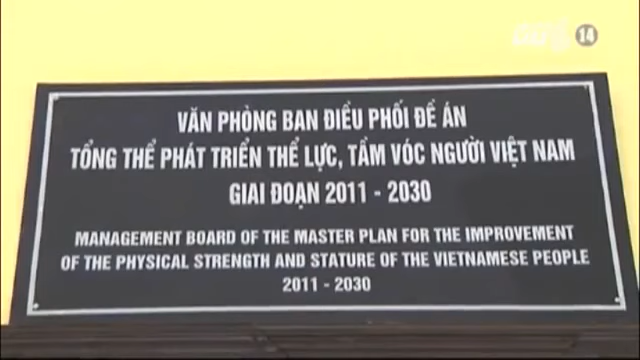 14
VĂN PHÒNG BAN ĐIỀU PHỐI ĐỀ ÁN
TỔNG THỂ PHÁT TRIỂN THỂ LỰC, TẦM VÓC NGƯỜI VIỆT NAM
GIAI ĐOẠN 2011 - 2030
MANAGEMENT BOARD OF THE MASTER PLAN FOR THE IMPROVEMENT
OF THE PHYSICAL STRENGTH AND STATURE OF THE VIETNAMESE PEOPLE
2011 - 2030